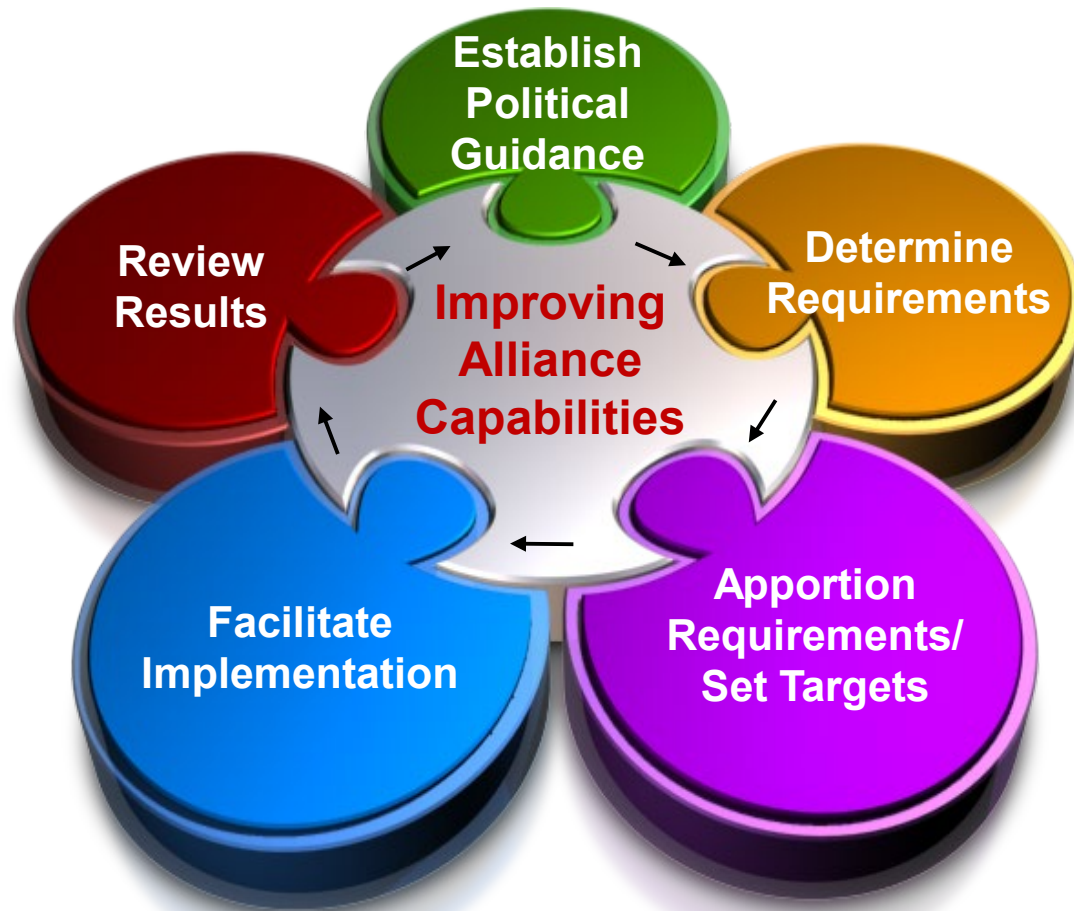 Establish
Political
Guidance
Determine
Requirements
Apportion
Requirements/
Set Targets
Facilitate
Implementation
Review
Results
Improving
Alliance
Capabilities